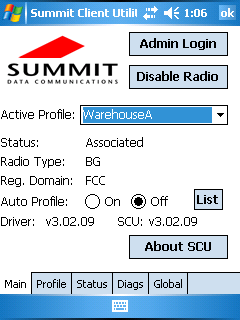 Summit Client Utilit 1:06 ok
Admin Login
SUMMIT
DATA COMMUNICATIONS
Disable Radio
Active Profile: WarehouseA
Status: Associated
Radio Type: BG
Reg. Domain: FCC
Auto Profile: On Off List
Driver: v3.02.09 SCU: v3.02.09
About SCU
Main Profile Status Diags Global